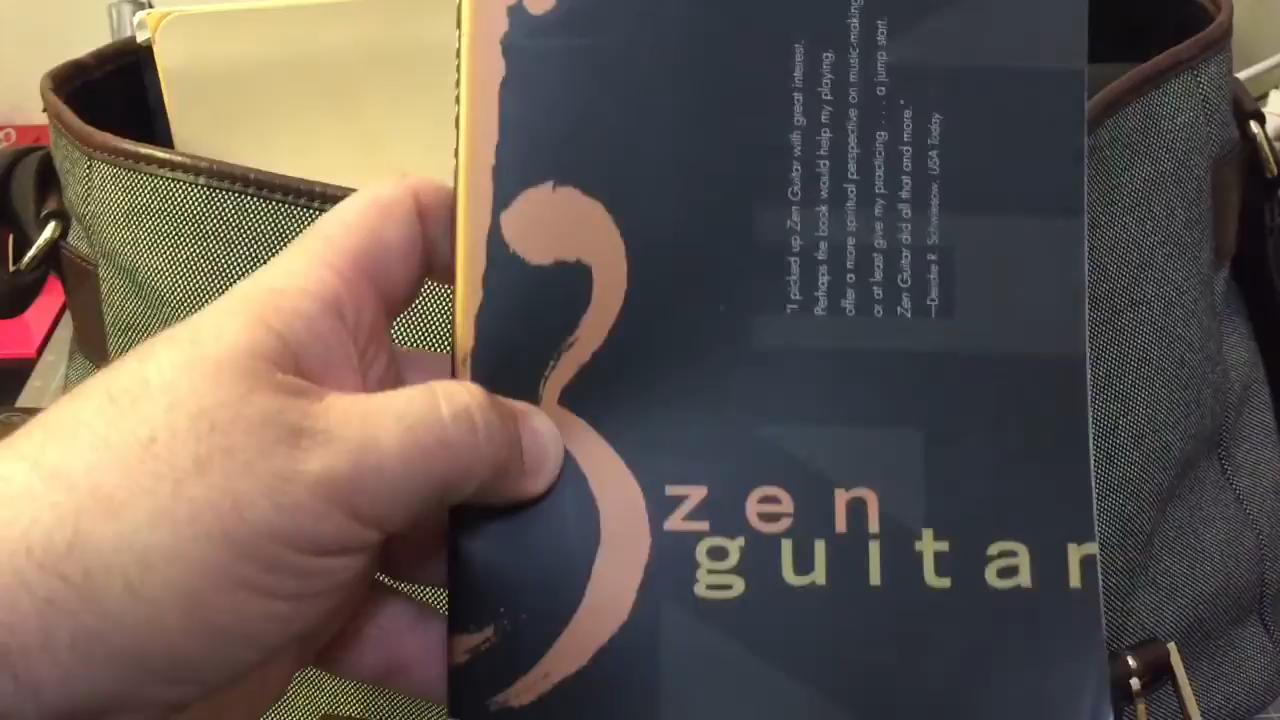 "I picked up Zen Guitar with great interest.
Perhaps the book would help my playing,
offer a more spiritual perspective on music-making
or at least give my practicing . . . a jump start.
Zen Guitar did all that and more."
—Deirdre R. Schwiesow, USA Today
zen
guitar